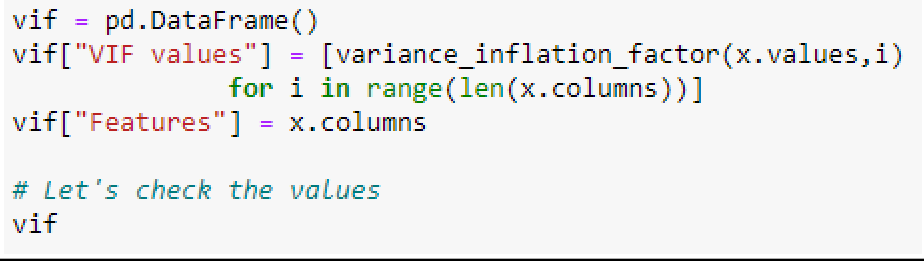 vif = pd.DataFrame()
vif["VIF values"] = [variance_inflation_factor(x.values,i)
              for i in range(len(x.columns))]
vif["Features"] = x.columns
# Let's check the values
vif